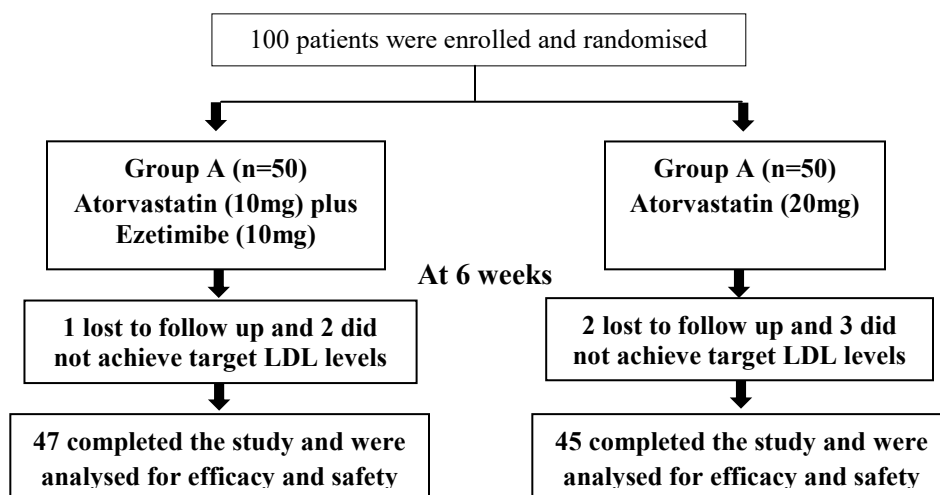 100 patients were enrolled and randomised
Group A (n=50)
Atorvastatin (10mg) plus
Ezetimibe (10mg)
Group A (n=50)
Atorvastatin (20mg)
At 6 weeks
1 lost to follow up and 2 did
not achieve target LDL levels
2 lost to follow up and 3 did
not achieve target LDL levels
47 completed the study and were
analysed for efficacy and safety
45 completed the study and were
analysed for efficacy and safety